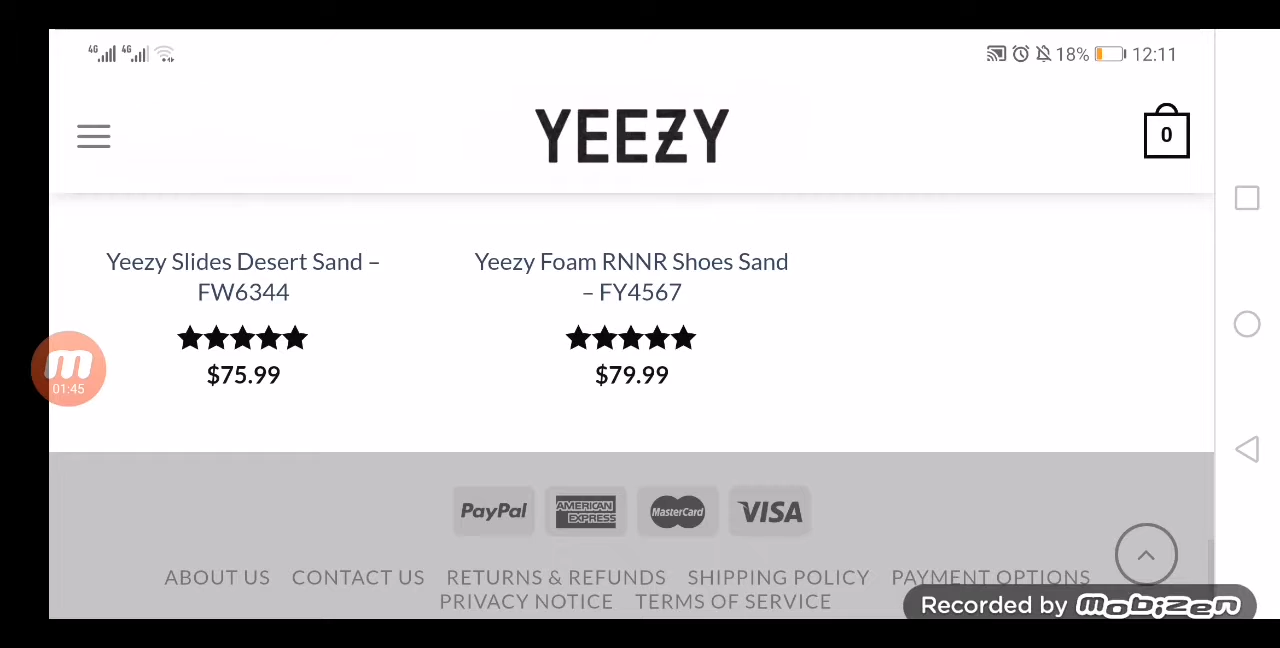 4G 4G 18% 12:11
YEEZY
0
Yeezy Slides Desert Sand –
FW6344
$75.99
Yeezy Foam RNNR Shoes Sand
– FY4567
$79.99
m
01:45
PayPal AMERICAN EXPRESS MasterCard VISA
ABOUT US CONTACT US RETURNS & REFUNDS SHIPPING POLICY PAYMENT OPTIONS
PRIVACY NOTICE TERMS OF SERVICE
Recorded by mobizen